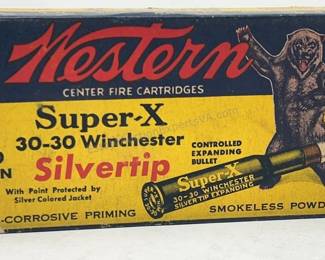 Western
CENTER FIRE CARTRIDGES
Super-X
30-30 Winchester
Silvertip
With Point Protected by
Silver Colored Jacket
CONTROLLED
EXPANDING
BULLET
Super-X
30-30 WINCHESTER
SILVERTIP EXPANDING
-CORROSIVE PRIMING
SMOKELESS POWD